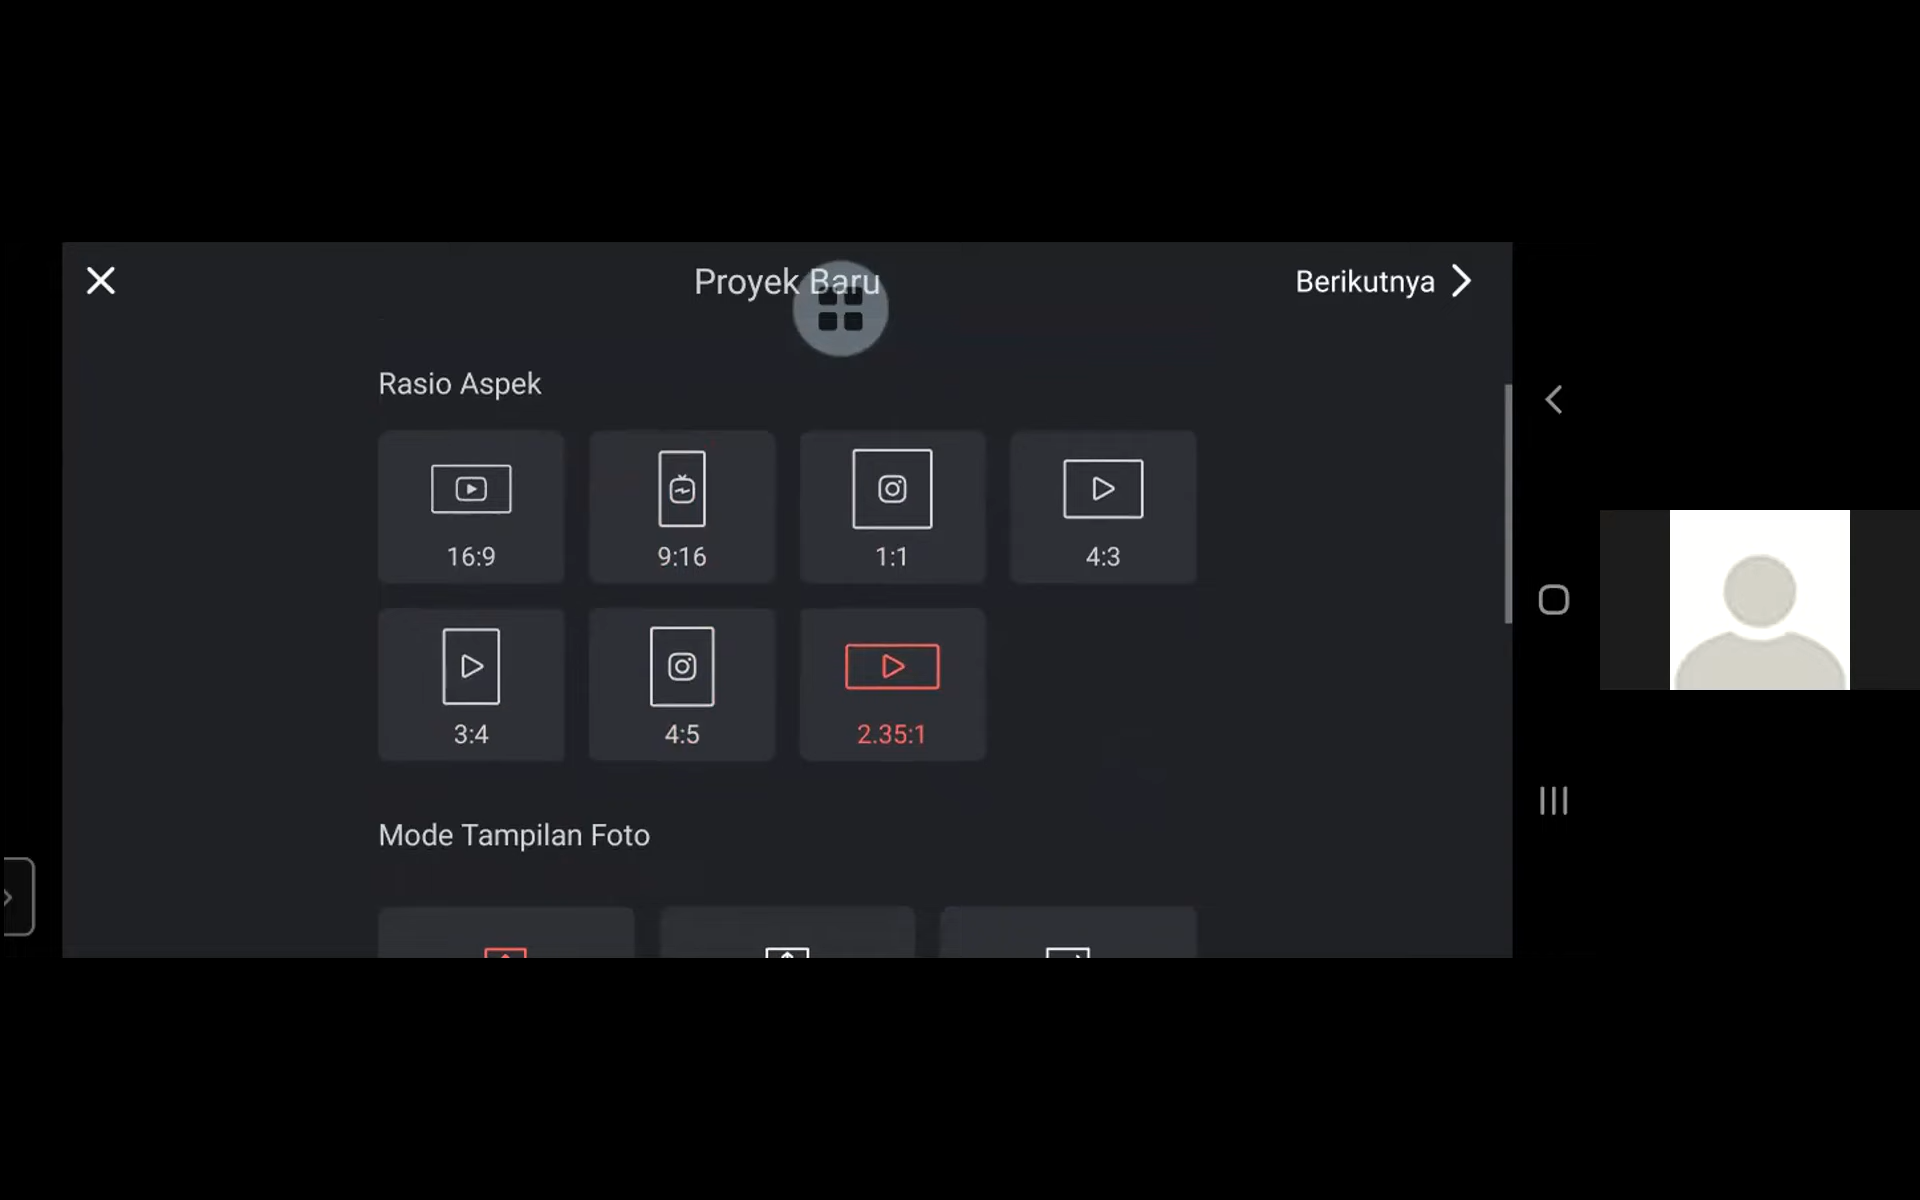 Proyek Baru
Berikutnya
Rasio Aspek
16:9
9:16
1:1
4:3
3:4
4:5
2.35:1
Mode Tampilan Foto